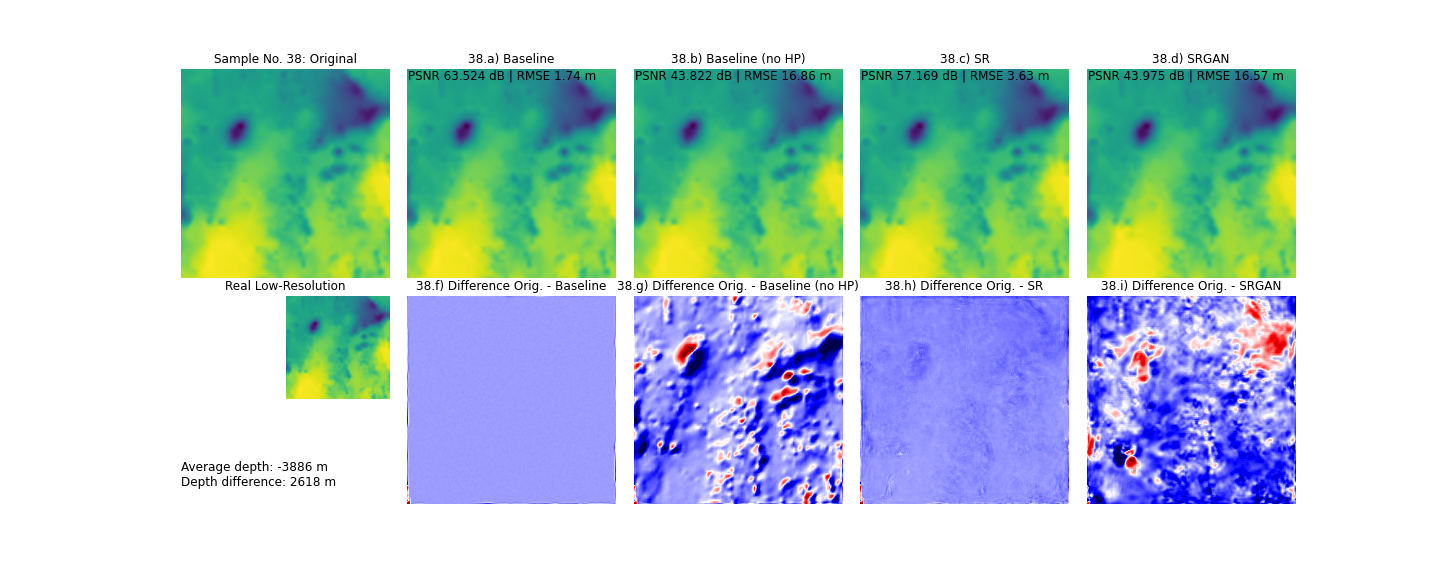 Sample No. 38: Original
38.a) Baseline
38.b) Baseline (no HP)
38.c) SR
38.d) SRGAN
PSNR 63.524 dB | RMSE 1.74 m
PSNR 43.822 dB | RMSE 16.86 m
PSNR 57.169 dB | RMSE 3.63 m
PSNR 43.975 dB | RMSE 16.57 m
Real Low-Resolution
38.f) Difference Orig. - Baseline
38.g) Difference Orig. - Baseline (no HP)
38.h) Difference Orig. - SR
38.i) Difference Orig. - SRGAN
Average depth: -3886 m
Depth difference: 2618 m